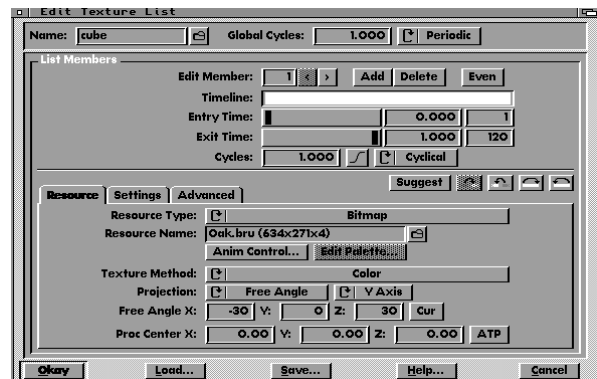 Edit Texture List
Name: cube Global Cycles: 1.000 Periodic
List Members
Edit Member: 1 < > Add Delete Even
Timeline:
Entry Time: 0.000 1
Exit Time: 1.000 120
Cycles: 1.000 Cyclical
Suggest
Resource Settings Advanced
Resource Type: Bitmap
Resource Name: Oak.bru (634x271x4)
Anim Control... Edit Palette...
Texture Method: Color
Projection: Free Angle Y Axis
Free Angle X: -30 Y: 0 Z: 30 Cur
Proc Center X: 0.00 Y: 0.00 Z: 0.00 ATP
Okay Load... Save... Help... Cancel